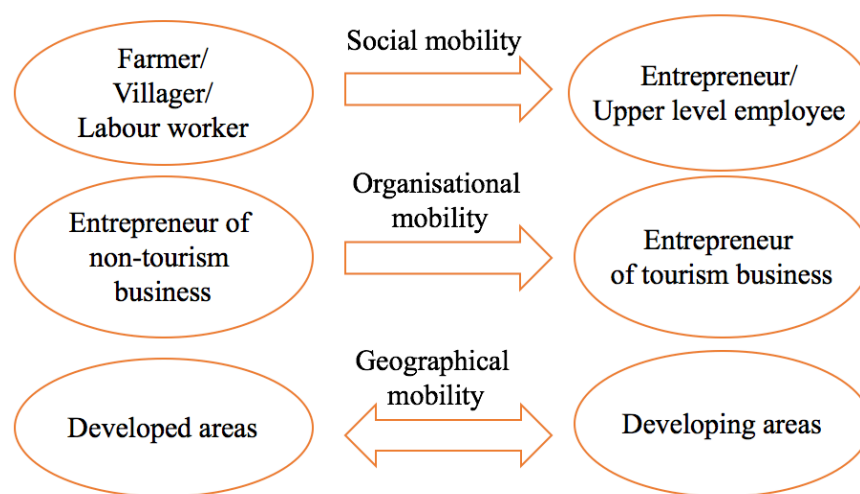 Farmer/
Villager/
Labour worker
Social mobility
Entrepreneur/
Upper level employee
Entrepreneur of
non-tourism
business
Organisational
mobility
Entrepreneur
of tourism business
Developed areas
Geographical
mobility
Developing areas